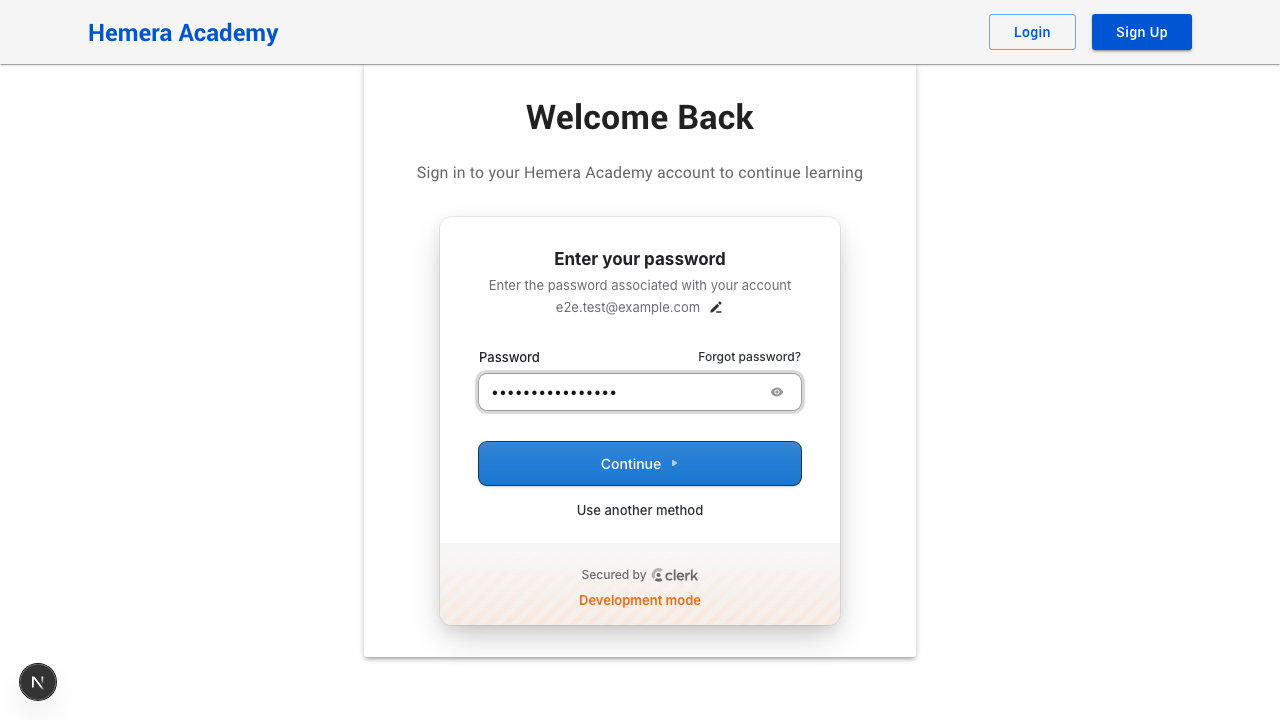 Hemera Academy
Login
Sign Up
Welcome Back
Sign in to your Hemera Academy account to continue learning
Enter your password
Enter the password associated with your account
e2e.test@example.com
Password
Forgot password?
••••••••••••••••
Continue
Use another method
Secured by clerk
Development mode
N